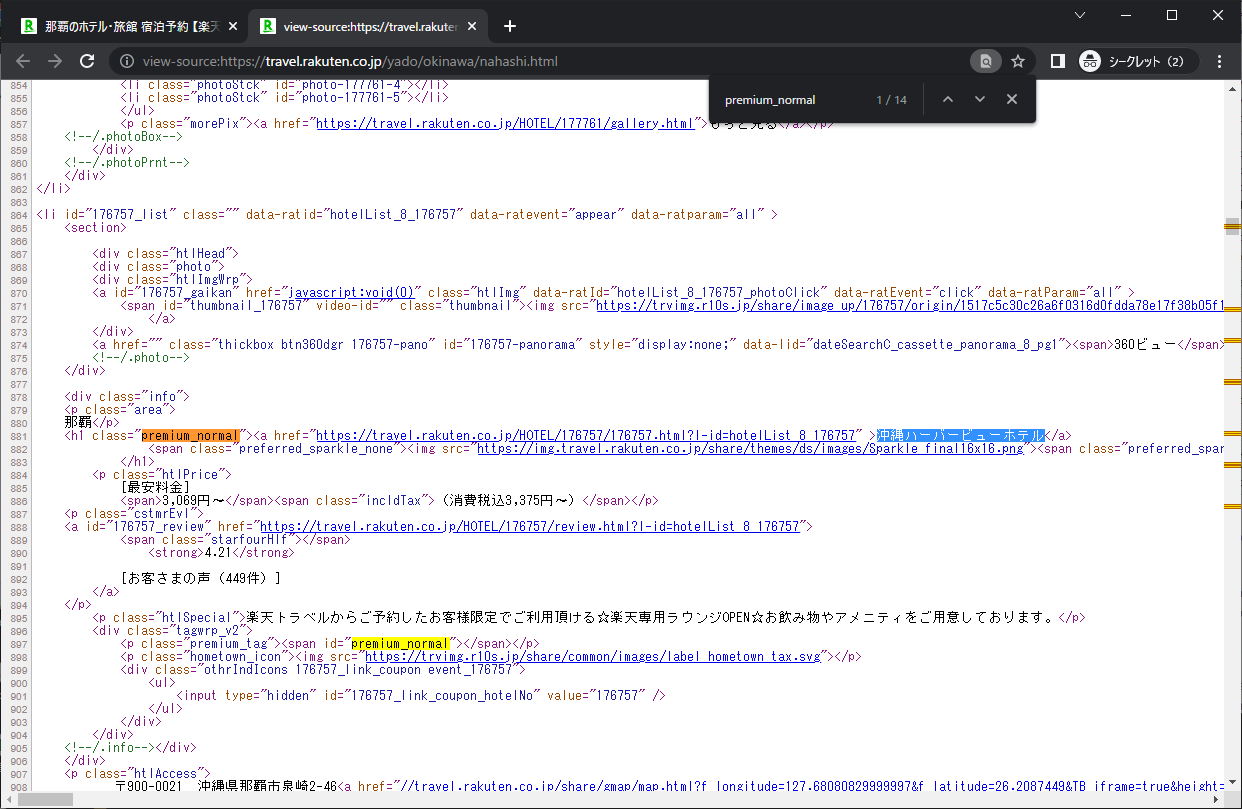 那覇のホテル・旅館 宿泊予約【楽天
view-source:https://travel.rakuten
view-source:https://travel.rakuten.co.jp/yado/okinawa/nahashi.html
シークレット (2)
premium_normal 1 / 14
854 <li class="photoStck" id="photo-177761-4"></li>
855 <li class="photoStck" id="photo-177761-5"></li>
856 </ul>
857 <p class="morePix"><a href="https://travel.rakuten.co.jp/HOTEL/177761/gallery.html">もっと見る</a></p>
858 <!--/.photoBox-->
859 </div>
860 <!--/.photoPrnt-->
861 </div>
862 </li>
863
864 <li id="176757_list" class="" data-ratid="hotelList_8_176757" data-ratevent="appear" data-ratparam="all" >
865 <section>
866
867 <div class="htlHead">
868 <div class="photo">
869 <div class="htlImgWrp">
870 <a id="176757_gaikan" href="javascript:void(0)" class="htlImg" data-ratId="hotelList_8_176757_photoClick" data-ratEvent="click" data-ratParam="all" >
871 <span id="thumbnail_176757" video-id="" class="thumbnail"><img src="https://trvimg.r10s.jp/share/image_up/176757/origin/1517c5c30c26a6f0316d0fdda78e17f38b05f1
872 </a>
873 </div>
874 <a href="" class="thickbox btn360dgr 176757-pano" id="176757-panorama" style="display:none;" data-lid="dateSearchC_cassette_panorama_8_pg1"><span>360ビュー</span>
875 <!--/.photo-->
876 </div>
877
878 <div class="info">
879 <p class="area">
880 那覇</p>
881 <h1 class="premium_normal"><a href="https://travel.rakuten.co.jp/HOTEL/176757/176757.html?l-id=hotelList_8_176757" >沖縄ハーバービューホテル</a>
882 <span class="preferred_sparkle_none"><img src="https://img.travel.rakuten.co.jp/share/themes/ds/images/Sparkle_final16x16.png"><span class="preferred_spar
883 </h1>
884 <p class="htlPrice">
885 [最安料金]
886 <span>3,069円～</span><span class="incldTax">（消費税込3,375円～）</span></p>
887 <p class="cstmrEvl">
888 <a id="176757_review" href="https://travel.rakuten.co.jp/HOTEL/176757/review.html?l-id=hotelList_8_176757">
889 <span class="starfourHlf"></span>
890 <strong>4.21</strong>
891
892 [お客さまの声（449件）]
893 </a>
894 </p>
895 <p class="htlSpecial">楽天トラベルからご予約したお客様限定でご利用頂ける☆楽天専用ラウンジOPEN☆お飲み物やアメニティをご用意しております。</p>
896 <div class="tagwrp_v2">
897 <p class="premium_tag"><span id="premium_normal"></span></p>
898 <p class="hometown_icon"><img src="https://trvimg.r10s.jp/share/common/images/label_hometown_tax.svg"></p>
899 <div class="othrIndIcons 176757_link_coupon event_176757">
900 <ul>
901 <input type="hidden" id="176757_link_coupon_hotelNo" value="176757" />
902 </ul>
903 </div>
904 </div>
905 <!--/.info--></div>
906 </div>
907 <p class="htlAccess">
908 〒900-0021 沖縄県那覇市泉崎2-46<a href="//travel.rakuten.co.jp/share/gmap/map.html?f_longitude=127.68080829999997&f_latitude=26.2087449&TB_iframe=true&height=